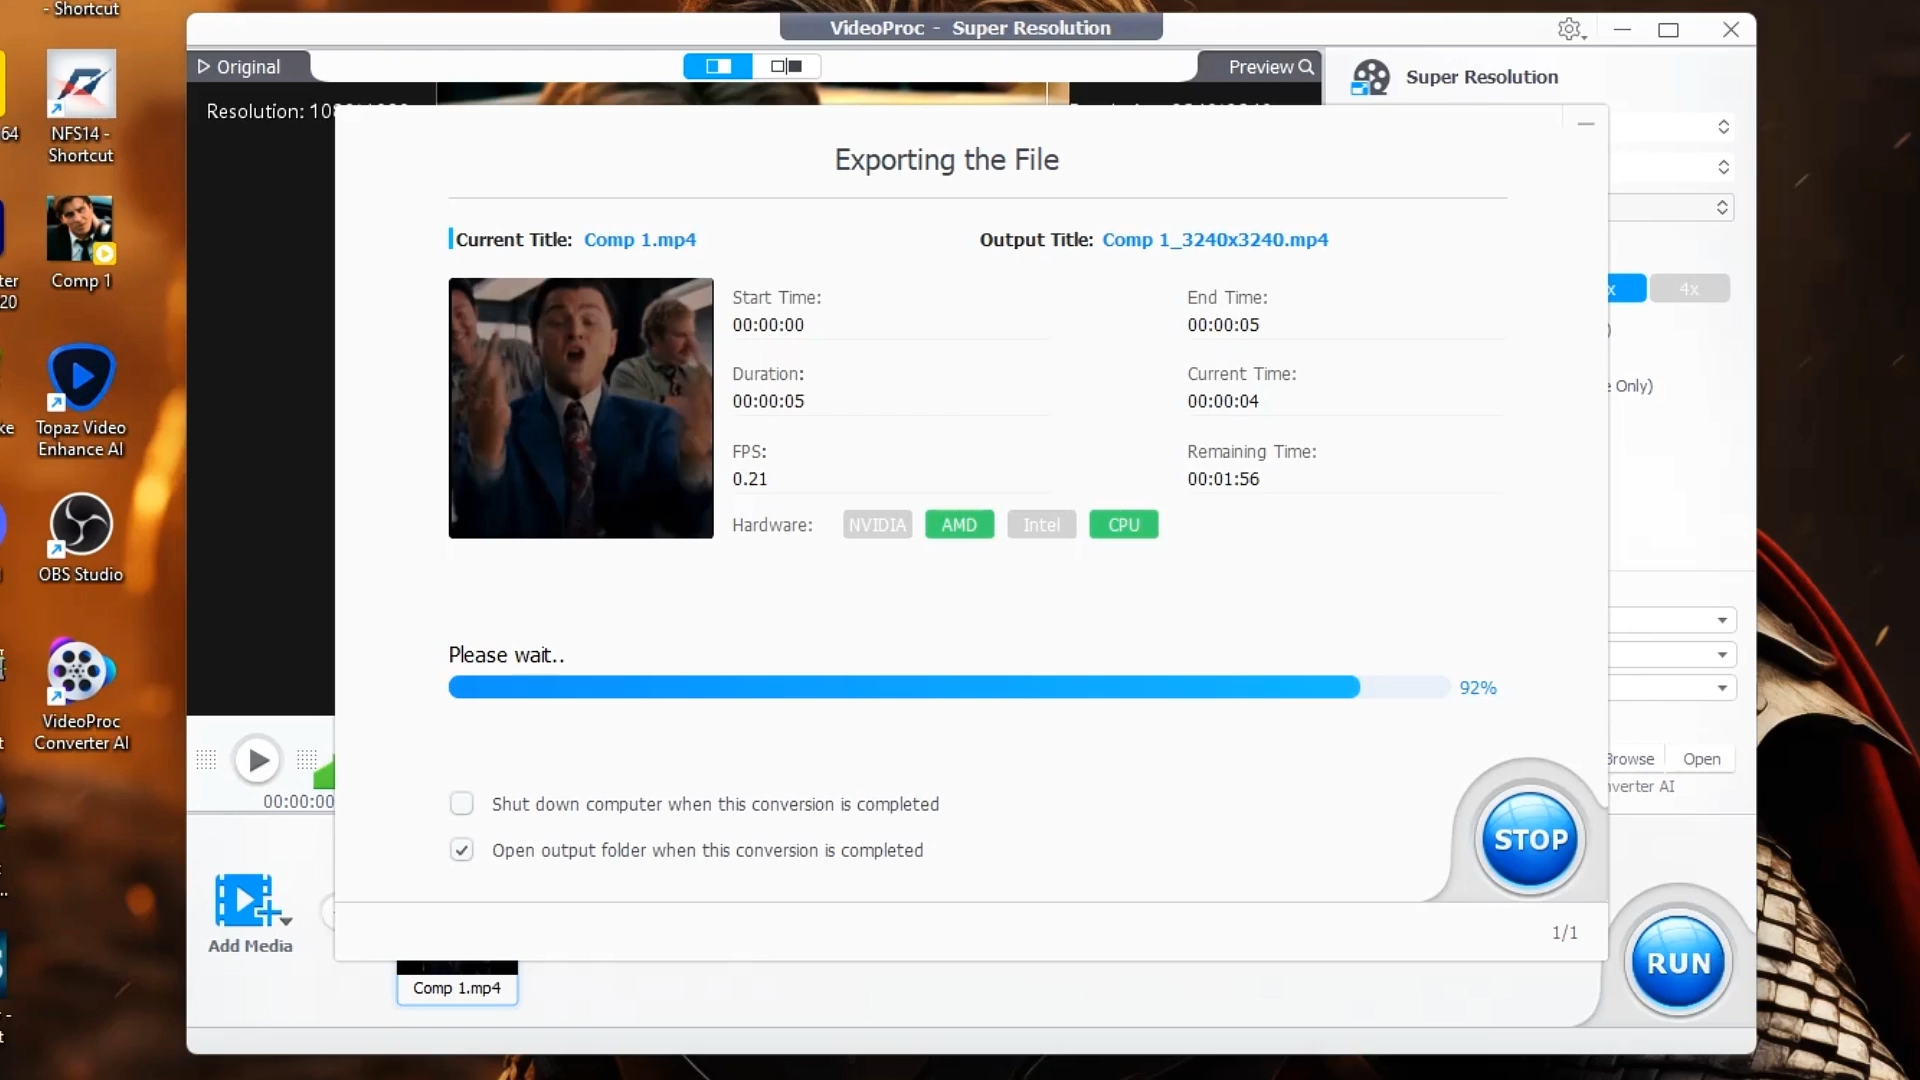 - Shortcut
64
NFS14 -
Shortcut
Comp 1
20
Topaz Video
Enhance AI
OBS Studio
VideoProc
Converter AI
VideoProc - Super Resolution
Original
Preview
Super Resolution
Resolution:
Exporting the File
Current Title: Comp 1.mp4
Output Title: Comp 1_3240x3240.mp4
Start Time:
00:00:00
End Time:
00:00:05
Duration:
00:00:05
Current Time:
00:00:04
FPS:
0.21
Remaining Time:
00:01:56
Hardware: NVIDIA AMD Intel CPU
4x
Only)
Please wait..
92%
Shut down computer when this conversion is completed
Open output folder when this conversion is completed
STOP
1/1
Browse Open
verter AI
00:00:00
Add Media
Comp 1.mp4
RUN